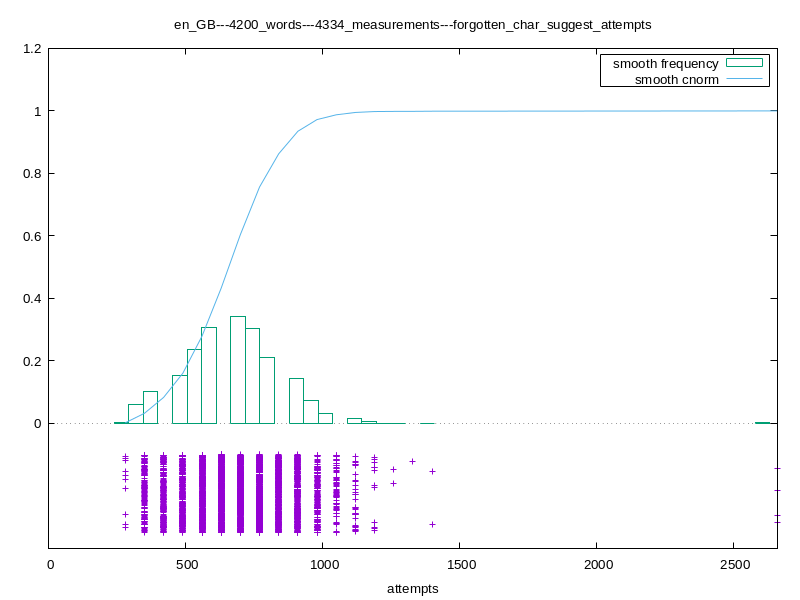 en_GB---4200_words---4334_measurements---forgotten_char_suggest_attempts
1.2
smooth frequency
smooth cnorm
1
0.8
0.6
0.4
0.2
0
0 500 1000 1500 2000 2500
attempts